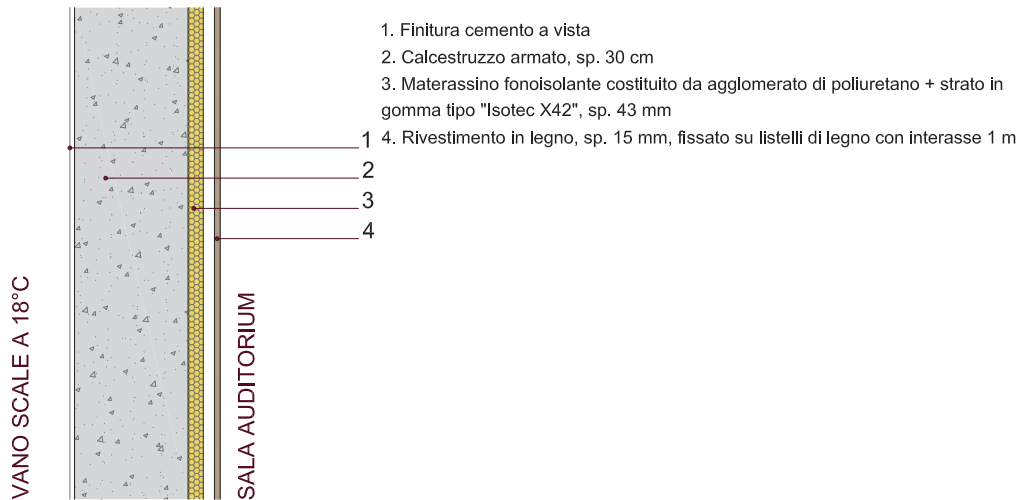 1. Finitura cemento a vista
2. Calcestruzzo armato, sp. 30 cm
3. Materassino fonoisolante costituito da agglomerato di poliuretano + strato in
gomma tipo "Isotec X42", sp. 43 mm
4. Rivestimento in legno, sp. 15 mm, fissato su listelli di legno con interasse 1 m
1
2
3
4
VANO SCALE A 18°C
SALA AUDITORIUM